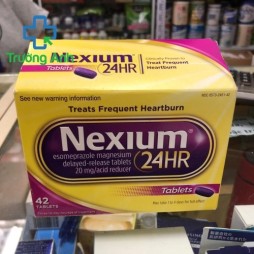 Trường Anh
Nexium
24HR
Tablets
Treats Frequent
Heartburn
See new warning information
Treats Frequent Heartburn
Nexium®
24HR
esomeprazole magnesium
delayed-release tablets
20 mg/acid reducer
Tablets
42
TABLETS